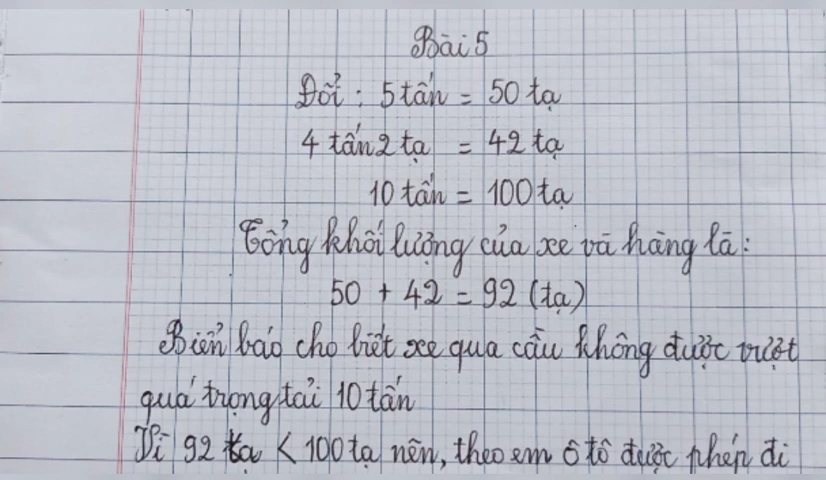 Bài 5
Đổi: 5 tấn = 50 tạ
4 tấn 2 tạ = 42 tạ
10 tấn = 100 tạ
Tổng khối lượng của xe và hàng là:
50 + 42 = 92 (tạ)
Biển báo cho biết xe qua cầu không được vượt
quá trọng tải 10 tấn
Vì 92 tạ < 100 tạ nên, theo em ô tô được phép đi